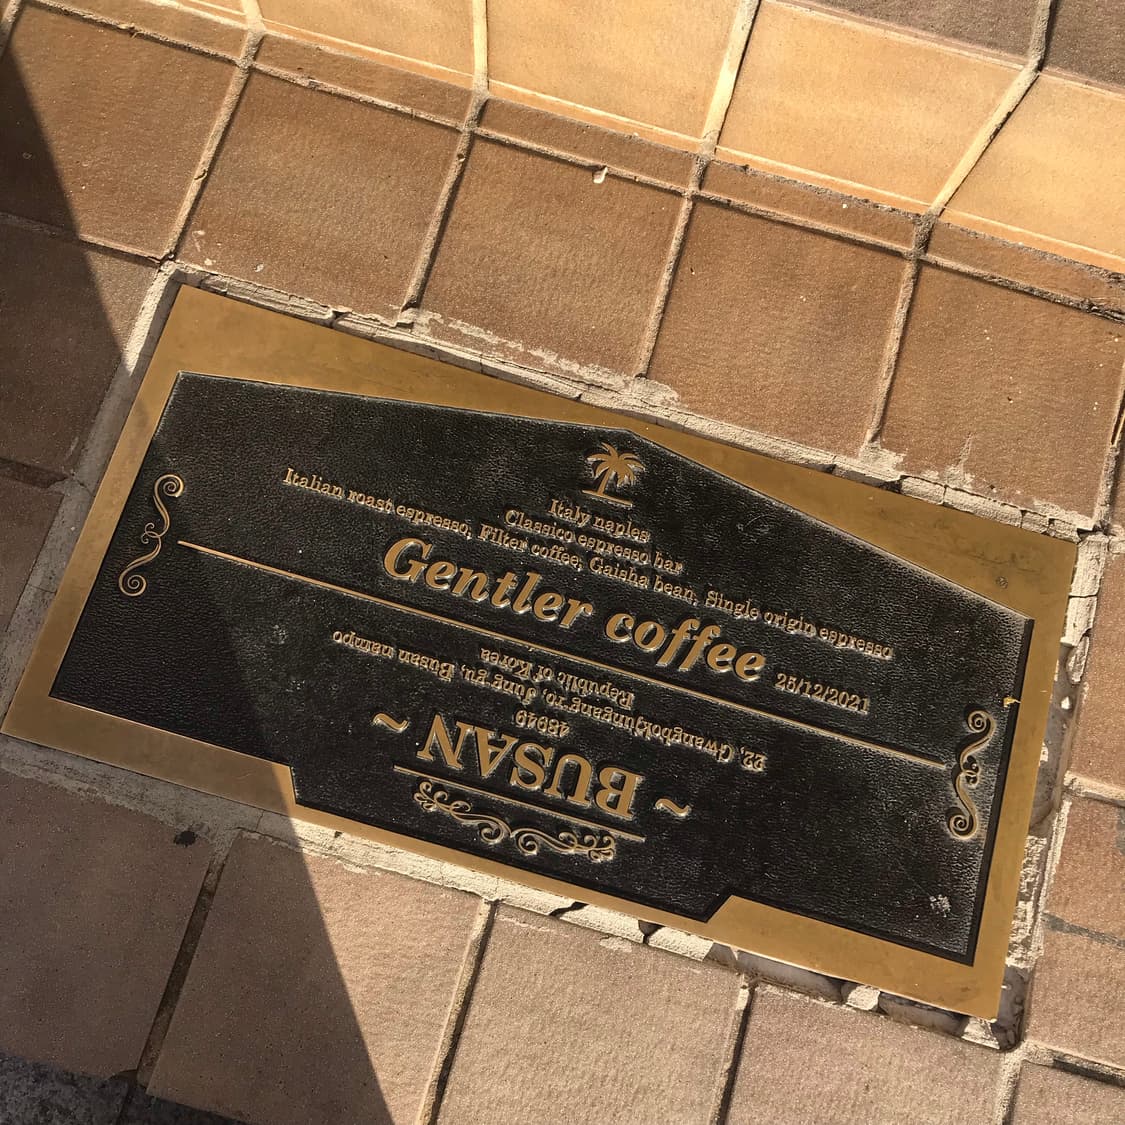 Italy naples
Classico espresso bar
Italian roast espresso, Filter coffee, Gaisha bean, Single origin espresso
Gentler coffee 25/12/2021
~ BUSAN ~
48949
22, Gwangbokjungang ro, Jung gu, Busan nampo
Republic of Korea